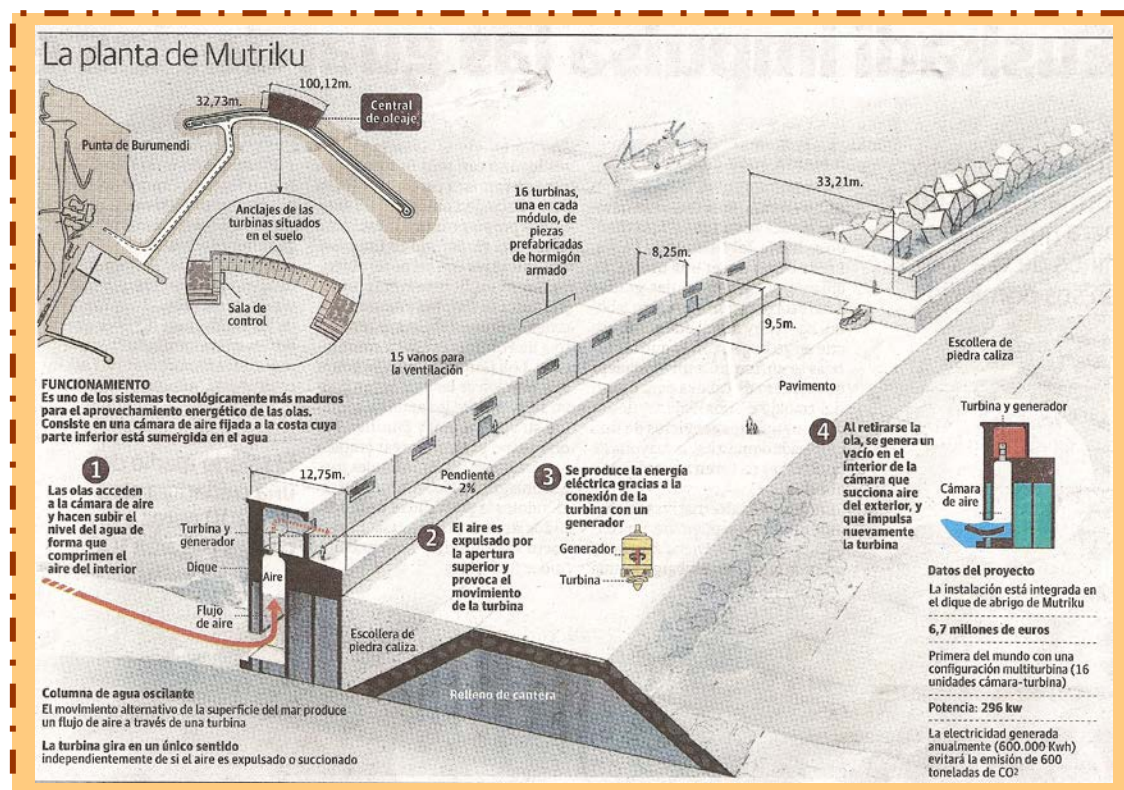 La planta de Mutriku
100,12m.
32,73m.
Central
de oleaje
Punta de Burumendi
Anclajes de las
turbinas situados
en el suelo
Sala de
control
16 turbinas,
una en cada
módulo, de
piezas
prefabricadas
de hormigón
armado
33,21m.
8,25m.
9,5m.
15 vanos para
la ventilación
Escollera de
piedra caliza
Pavimento
FUNCIONAMIENTO
Es uno de los sistemas tecnológicamente más maduros
para el aprovechamiento energético de las olas.
Consiste en una cámara de aire fijada a la costa cuya
parte inferior está sumergida en el agua
1
Las olas acceden
a la cámara de aire
y hacen subir el
nivel del agua de
forma que
comprimen el
aire del interior
12,75m.
Pendiente
2%
Turbina y
generador
Dique
Aire
Flujo
de aire
2
El aire es
expulsado por
la apertura
superior y
provoca el
movimiento
de la turbina
3
Se produce la energía
eléctrica gracias a la
conexión de la
turbina con un
generador
Generador
Turbina
4
Al retirarse la
ola, se genera un
vacío en el
interior de la
cámara que
succiona aire
del exterior, y
que impulsa
nuevamente
la turbina
Turbina y generador
Cámara
de aire
Escollera de
piedra caliza
Relleno de cantera
Columna de agua oscilante
El movimiento alternativo de la superficie del mar produce
un flujo de aire a través de una turbina
La turbina gira en un único sentido
independientemente de si el aire es expulsado o succionado
Datos del proyecto
La instalación está integrada en
el dique de abrigo de Mutriku
6,7 millones de euros
Primera del mundo con una
configuración multiturbina (16
unidades cámara-turbina)
Potencia: 296 kw
La electricidad generada
anualmente (600.000 Kwh)
evitará la emisión de 600
toneladas de CO2